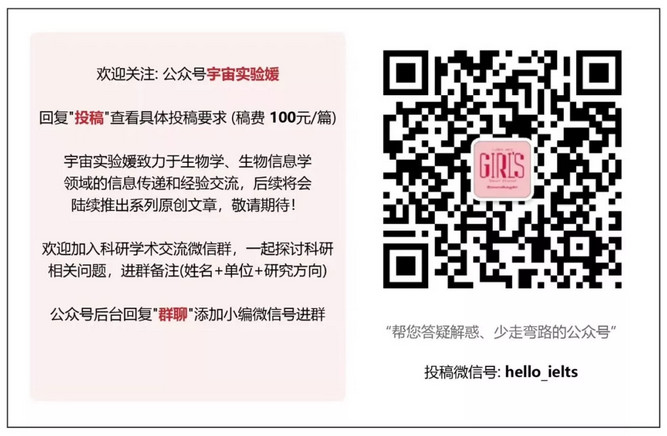 欢迎关注: 公众号宇宙实验媛
回复"投稿"查看具体投稿要求 (稿费 100元/篇)
宇宙实验媛致力于生物学、生物信息学
领域的信息传递和经验交流，后续将会
陆续推出系列原创文章，敬请期待！
欢迎加入科研学术交流微信群，一起探讨科研
相关问题，进群备注(姓名+单位+研究方向)
公众号后台回复"群聊"添加小编微信号进群
GIRLS
“帮您答疑解惑、少走弯路的公众号”
投稿微信号: hello_ielts